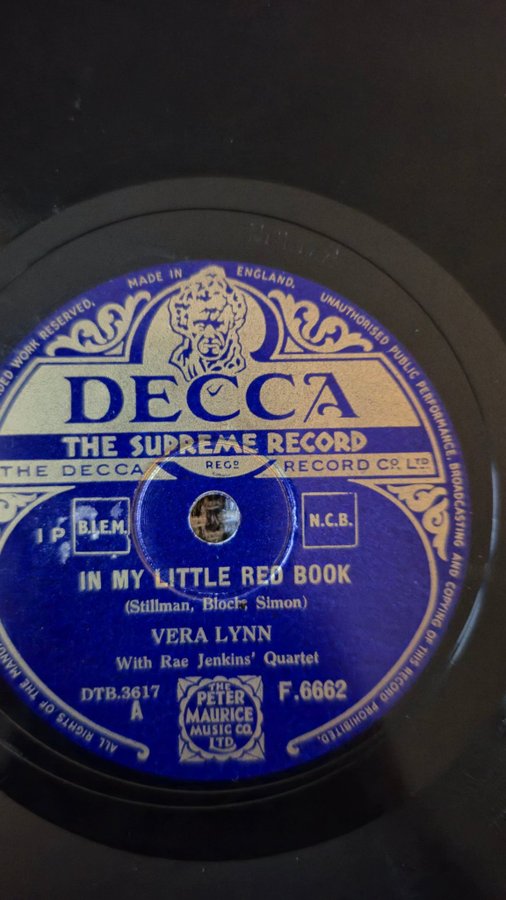 MADE IN ENGLAND.
UNAUTHORISED PUBLIC PERFORMANCE, BROADCASTING AND COPYING OF THIS RECORD PROHIBITED.
ALL RIGHTS OF THE
WORK RESERVED.
DECCA
THE SUPREME RECORD
THE DECCA REGD RECORD CO. LTD
1 P B.I.E.M. N.C.B.
IN MY LITTLE RED BOOK
(Stillman, Bloch, Simon)
VERA LYNN
With Rae Jenkins' Quartet
DTB.3617
A
F.6662
THE
PETER
MAURICE
MUSIC CO.
LTD.